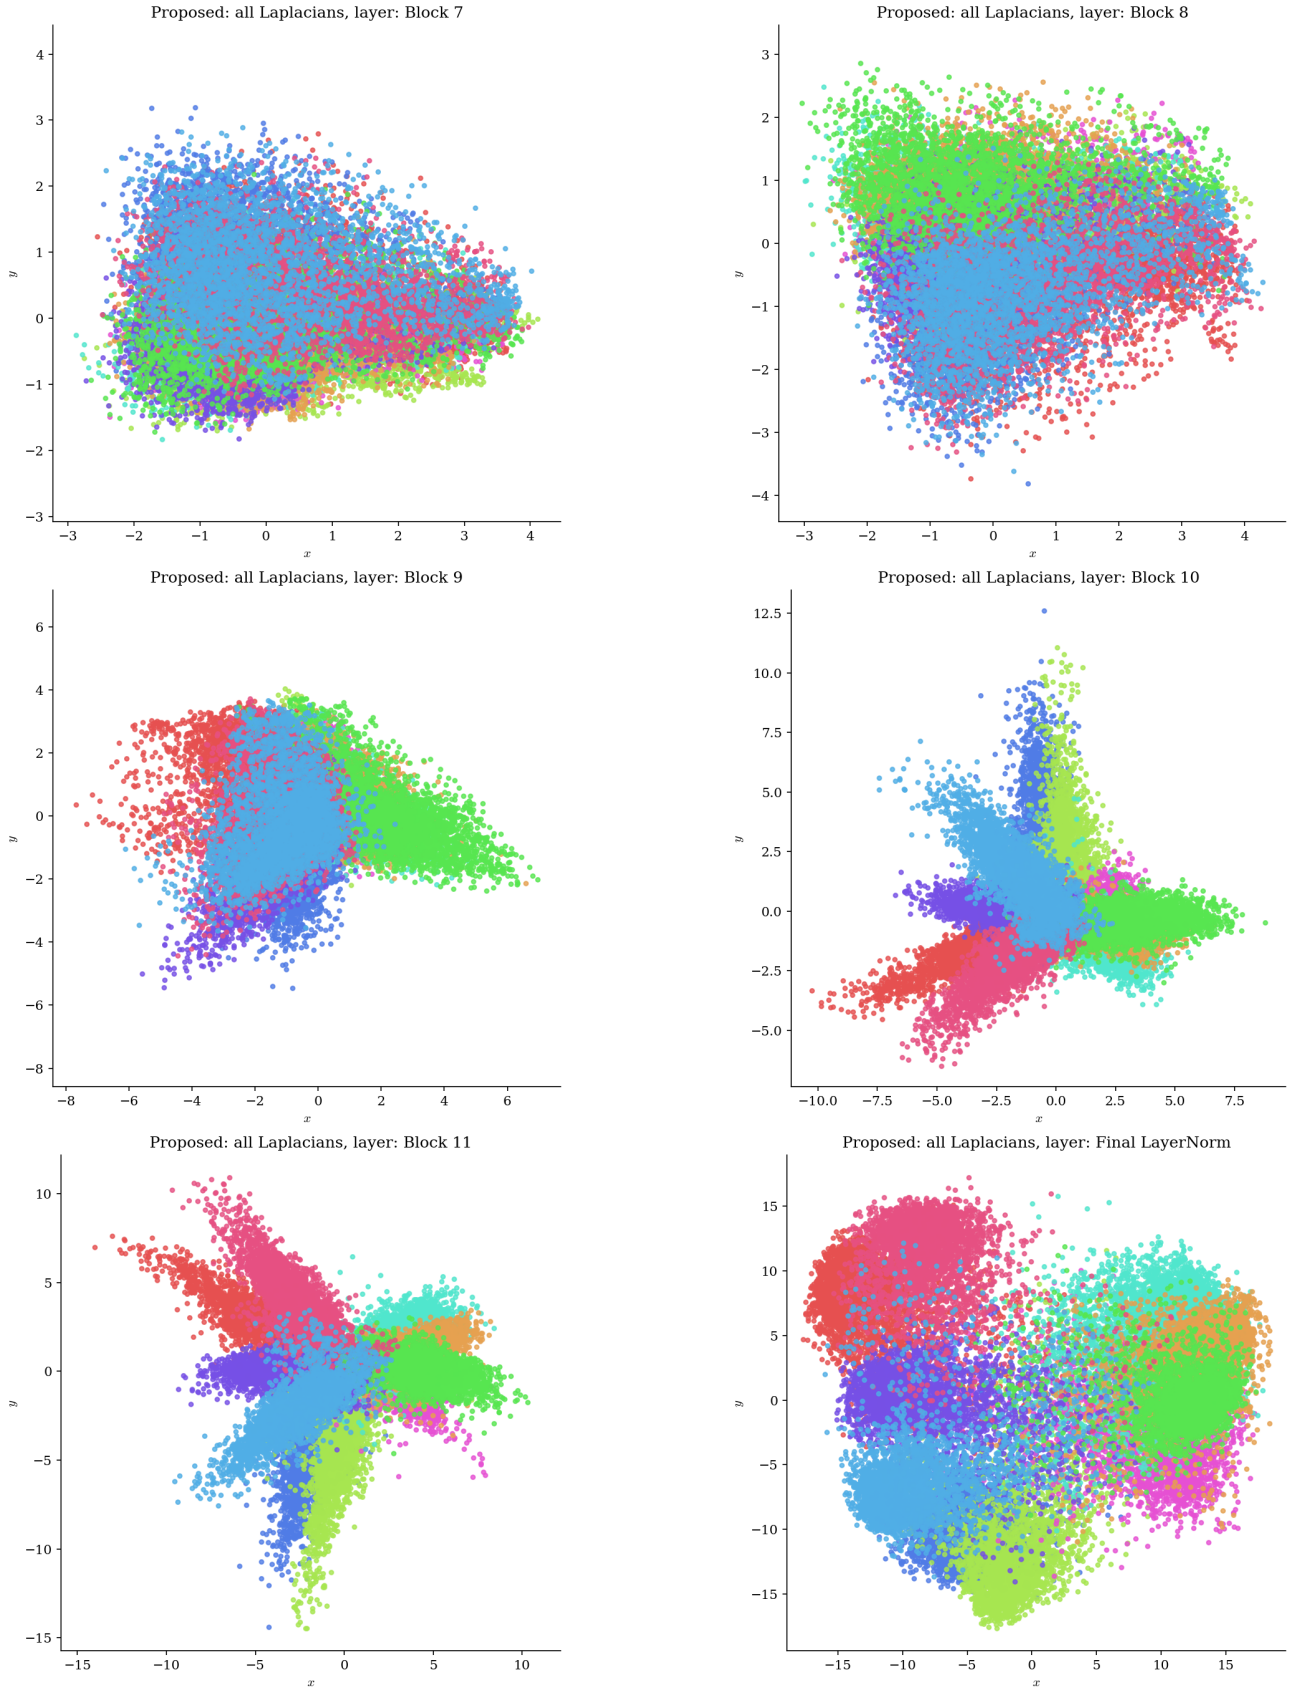 Proposed: all Laplacians, layer: Block 7
4
3
2
1
0
−1
−2
−3
y
−3 −2 −1 0 1 2 3 4
x
Proposed: all Laplacians, layer: Block 8
3
2
1
0
−1
−2
−3
−4
y
−3 −2 −1 0 1 2 3 4
x
Proposed: all Laplacians, layer: Block 9
6
4
2
0
−2
−4
−6
−8
y
−8 −6 −4 −2 0 2 4 6
x
Proposed: all Laplacians, layer: Block 10
12.5
10.0
7.5
5.0
2.5
0.0
−2.5
−5.0
y
−10.0 −7.5 −5.0 −2.5 0.0 2.5 5.0 7.5
x
Proposed: all Laplacians, layer: Block 11
10
5
0
−5
−10
−15
y
−15 −10 −5 0 5 10
x
Proposed: all Laplacians, layer: Final LayerNorm
15
10
5
0
−5
−10
−15
y
−15 −10 −5 0 5 10 15
x